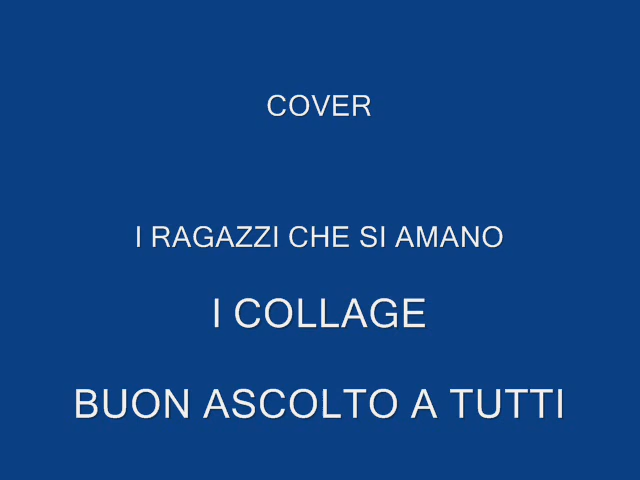 COVER
I RAGAZZI CHE SI AMANO
I COLLAGE
BUON ASCOLTO A TUTTI